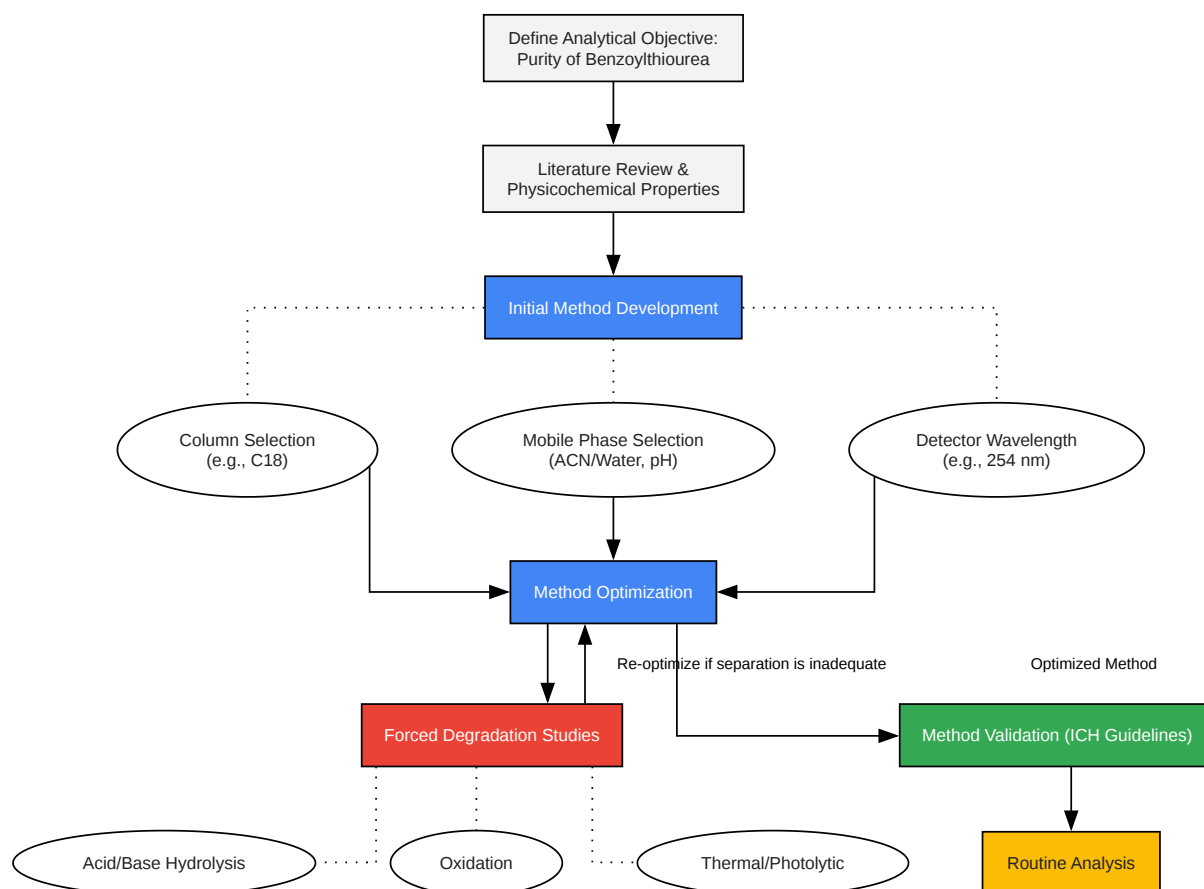 Define Analytical Objective:
Purity of Benzoylthiourea
Literature Review &
Physicochemical Properties
Initial Method Development
Column Selection
(e.g., C18)
Mobile Phase Selection
(ACN/Water, pH)
Detector Wavelength
(e.g., 254 nm)
Method Optimization
Re-optimize if separation is inadequate
Optimized Method
Forced Degradation Studies
Method Validation (ICH Guidelines)
Acid/Base Hydrolysis
Oxidation
Thermal/Photolytic
Routine Analysis